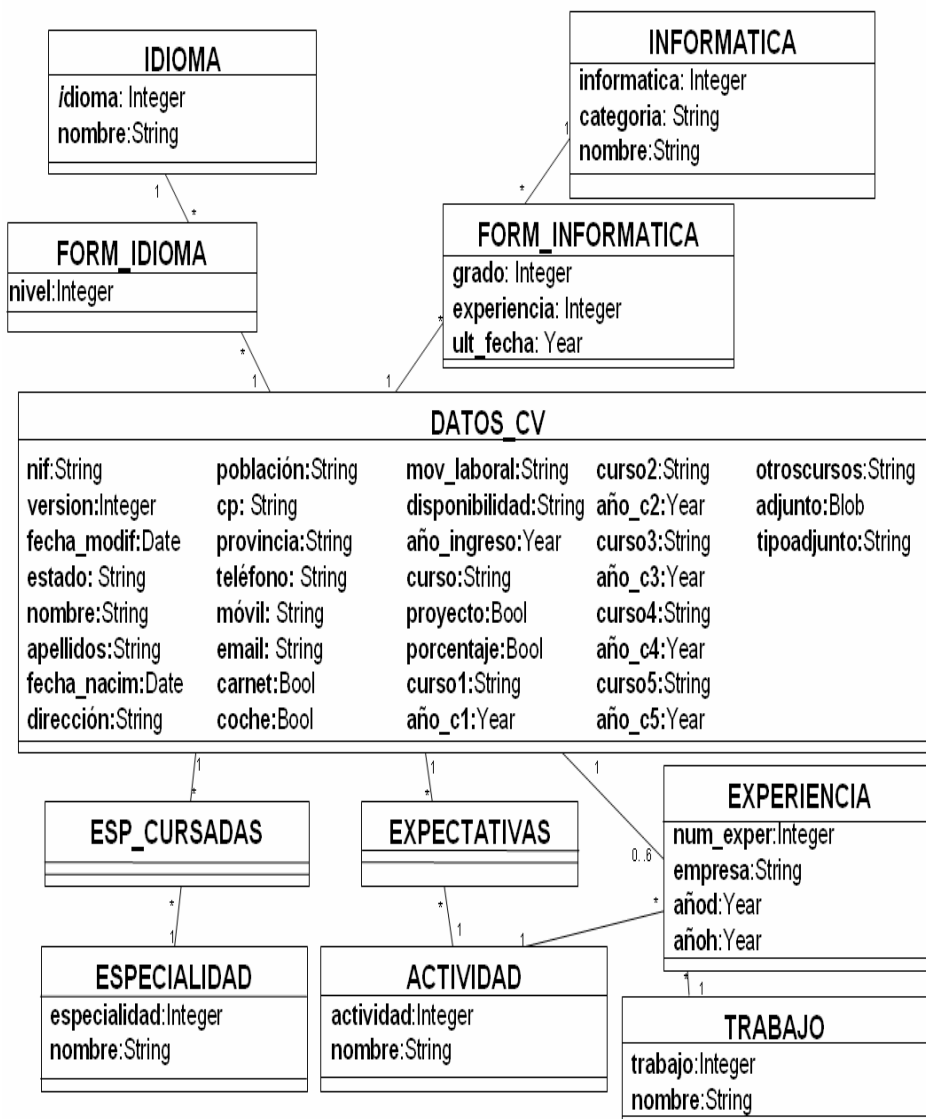 IDIOMA
idioma: Integer
nombre:String
INFORMATICA
informatica: Integer
categoria: String
nombre:String
1
*
1
*
FORM_IDIOMA
nivel:Integer
FORM_INFORMATICA
grado: Integer
experiencia: Integer
ult_fecha: Year
*
1
*
1
DATOS_CV
nif:String
version:Integer
fecha_modif:Date
estado: String
nombre:String
apellidos:String
fecha_nacim:Date
dirección:String
población:String
cp: String
provincia:String
teléfono: String
móvil: String
email: String
carnet:Bool
coche:Bool
mov_laboral:String
disponibilidad:String
año_ingreso:Year
curso:String
proyecto:Bool
porcentaje:Bool
curso1:String
año_c1:Year
curso2:String
año_c2:Year
curso3:String
año_c3:Year
curso4:String
año_c4:Year
curso5:String
año_c5:Year
otroscursos:String
adjunto:Blob
tipoadjunto:String
1
*
1
*
1
0..6
ESP_CURSADAS
EXPECTATIVAS
EXPERIENCIA
num_exper:Integer
empresa:String
añod:Year
añoh:Year
*
1
*
1
*
1
*
1
ESPECIALIDAD
especialidad:Integer
nombre:String
ACTIVIDAD
actividad:Integer
nombre:String
TRABAJO
trabajo:Integer
nombre:String